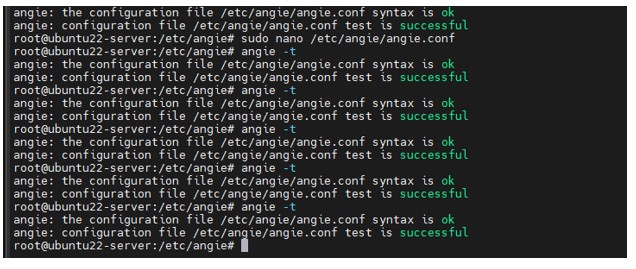 angie: the configuration file /etc/angie/angie.conf syntax is ok
angie: configuration file /etc/angie/angie.conf test is successful
root@ubuntu22-server:/etc/angie# sudo nano /etc/angie/angie.conf
root@ubuntu22-server:/etc/angie# angie -t
angie: the configuration file /etc/angie/angie.conf syntax is ok
angie: configuration file /etc/angie/angie.conf test is successful
root@ubuntu22-server:/etc/angie# angie -t
angie: the configuration file /etc/angie/angie.conf syntax is ok
angie: configuration file /etc/angie/angie.conf test is successful
root@ubuntu22-server:/etc/angie# angie -t
angie: the configuration file /etc/angie/angie.conf syntax is ok
angie: configuration file /etc/angie/angie.conf test is successful
root@ubuntu22-server:/etc/angie# angie -t
angie: the configuration file /etc/angie/angie.conf syntax is ok
angie: configuration file /etc/angie/angie.conf test is successful
root@ubuntu22-server:/etc/angie# angie -t
angie: the configuration file /etc/angie/angie.conf syntax is ok
angie: configuration file /etc/angie/angie.conf test is successful
root@ubuntu22-server:/etc/angie#